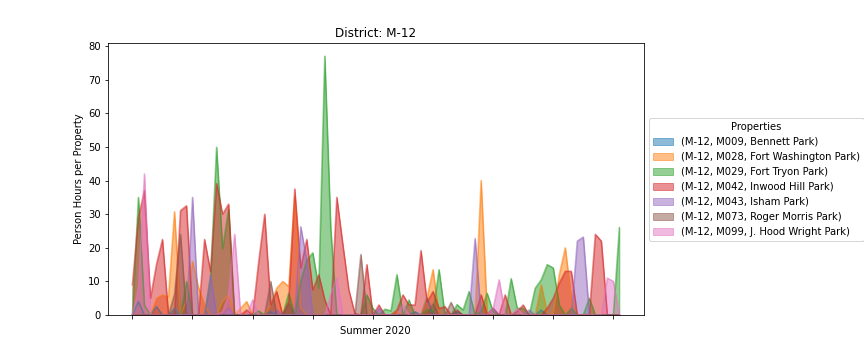 District: M-12
80
70
60
50
40
30
20
10
0
Person Hours per Property
Summer 2020
Properties
(M-12, M009, Bennett Park)
(M-12, M028, Fort Washington Park)
(M-12, M029, Fort Tryon Park)
(M-12, M042, Inwood Hill Park)
(M-12, M043, Isham Park)
(M-12, M073, Roger Morris Park)
(M-12, M099, J. Hood Wright Park)